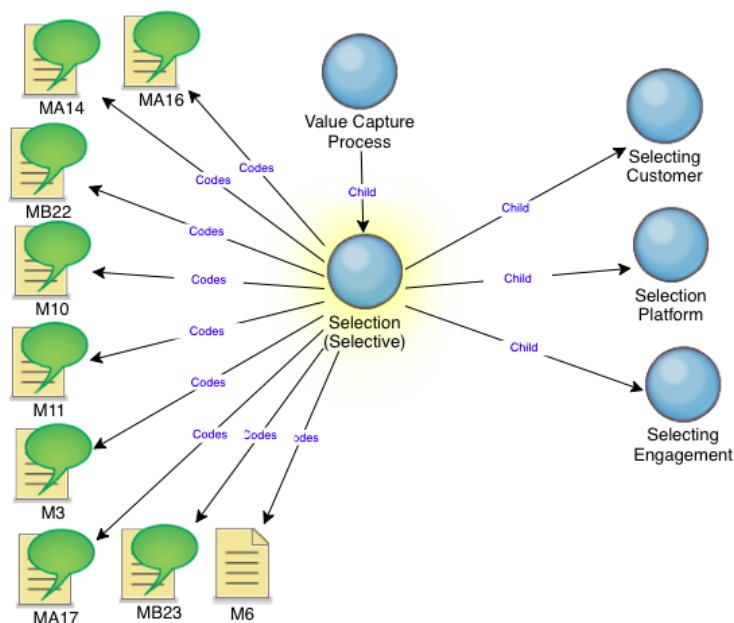 MA14
MA16
Value Capture
Process
Selecting
Customer
Codes
Codes
Child
Child
MB22
Codes
M10
Codes
Selection
(Selective)
Child
Selection
Platform
M11
Codes
Child
M3
Codes
Selecting
Engagement
Codes
Codes
odes
MA17
MB23
M6